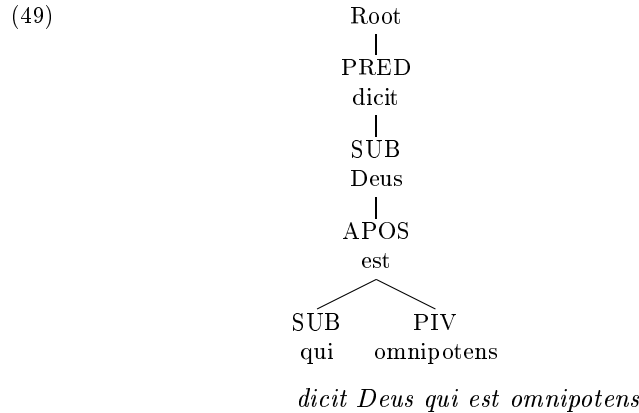 (49) Root
PRED
dicit
SUB
Deus
APOS
est
SUB PIV
qui omnipotens
dicit Deus qui est omnipotens